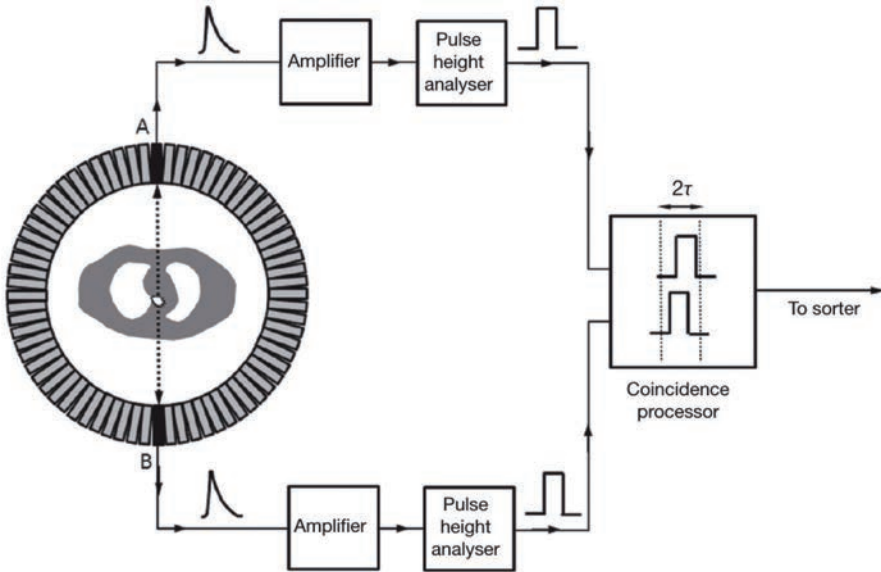 A
Amplifier
Pulse
height
analyser
2τ
To sorter
Coincidence
processor
B
Amplifier
Pulse
height
analyser